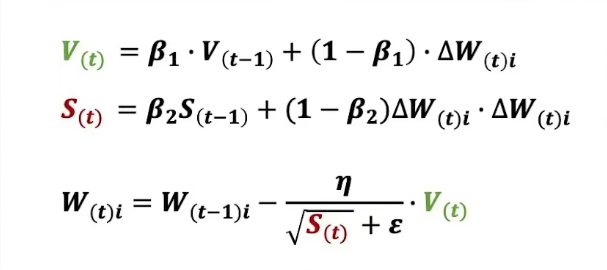 V(t) = β1 · V(t−1) + (1 − β1) · ΔW(t)i
S(t) = β2S(t−1) + (1 − β2)ΔW(t)i · ΔW(t)i
W(t)i = W(t−1)i − η / √S(t) + ε · V(t)